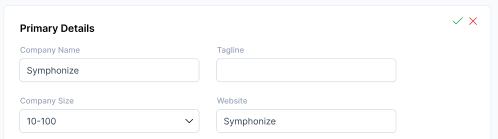 Primary Details
Company Name
Tagline
Symphonize
Company Size
Website
10-100
Symphonize